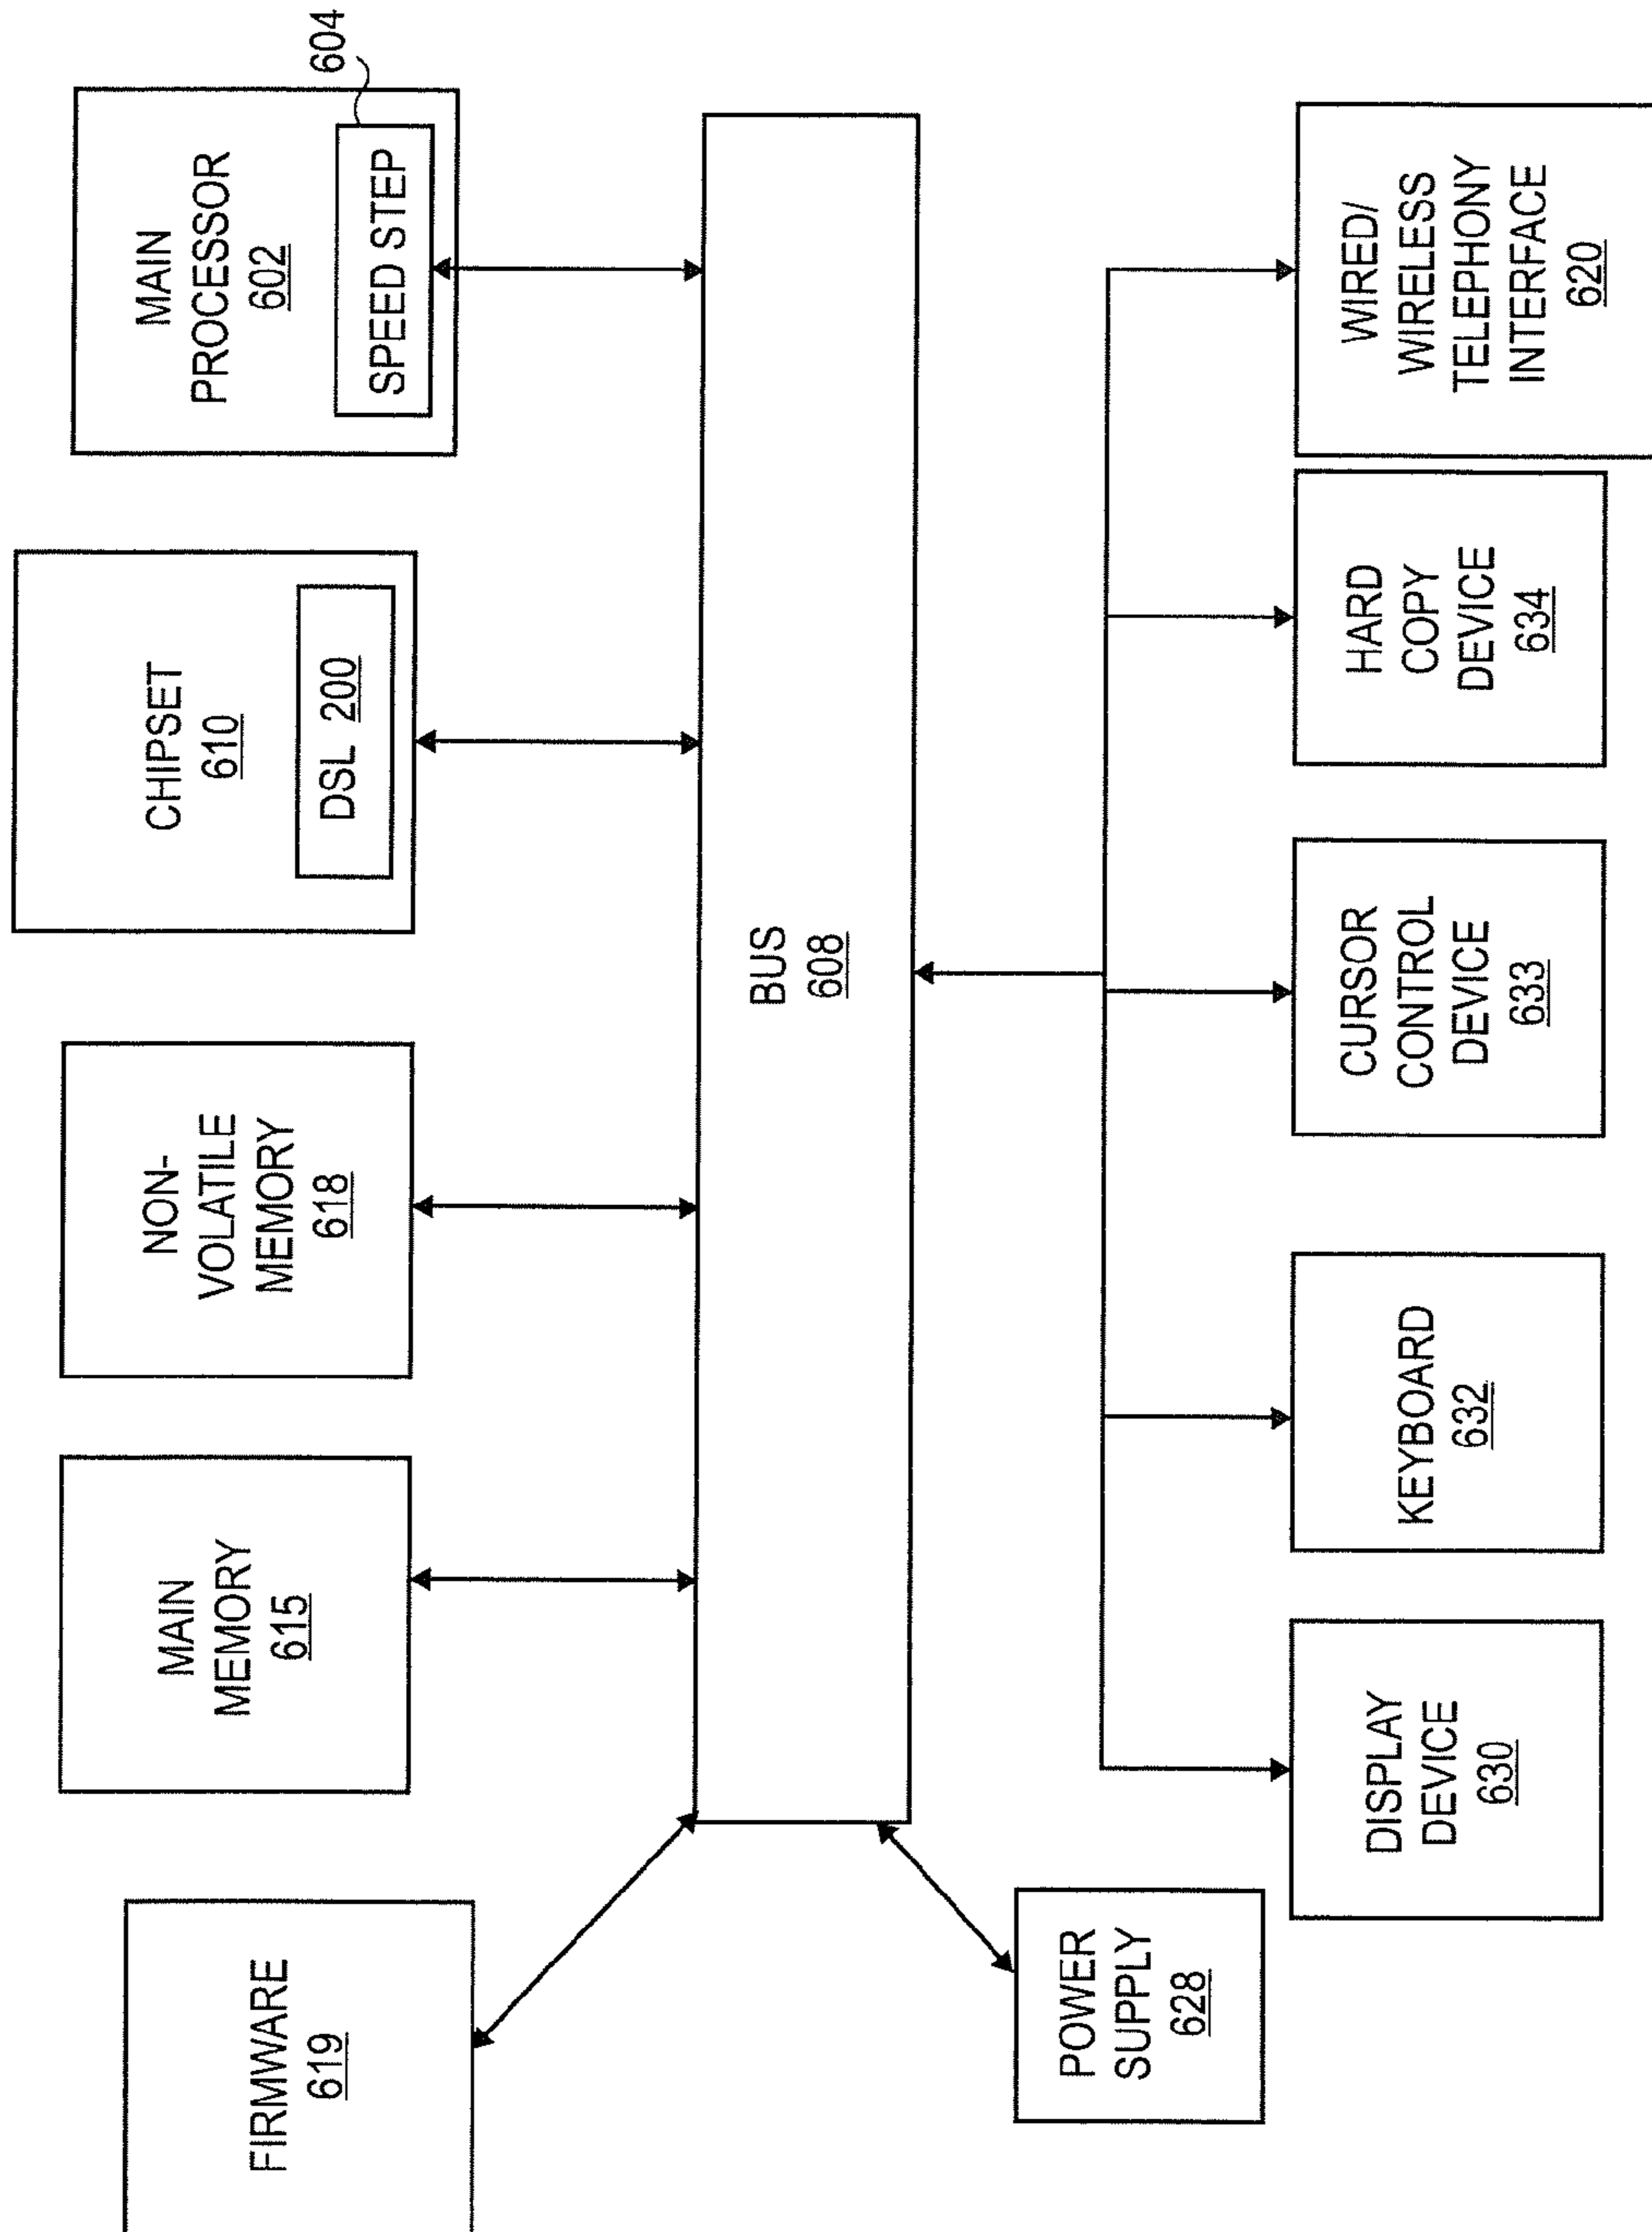 FIRMWARE
619
MAIN
MEMORY
615
NON-
VOLATILE
MEMORY
618
CHIPSET
610
DSL 200
MAIN
PROCESSOR
602
SPEED STEP
604
BUS
608
POWER
SUPPLY
628
DISPLAY
DEVICE
630
KEYBOARD
632
CURSOR
CONTROL
DEVICE
633
HARD
COPY
DEVICE
634
WIRED/
WIRELESS
TELEPHONY
INTERFACE
620